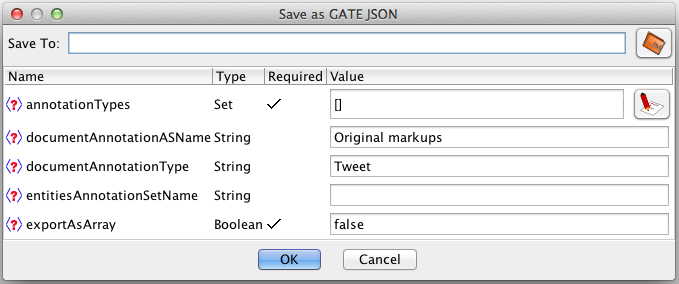 Save as GATE JSON
Save To:
Name Type Required Value
annotationTypes Set ✓ []
documentAnnotationASName String Original markups
documentAnnotationType String Tweet
entitiesAnnotationSetName String
exportAsArray Boolean ✓ false
OK Cancel